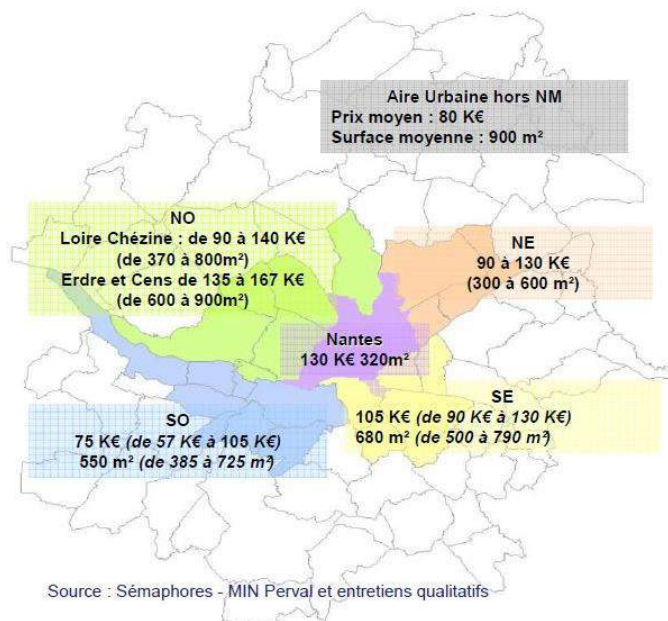 Aire Urbaine hors NM
Prix moyen : 80 K€
Surface moyenne : 900 m²
NO
Loire Chézine : de 90 à 140 K€
(de 370 à 800m²)
Erdre et Cens de 135 à 167 K€
(de 600 à 900m²)
NE
90 à 130 K€
(300 à 600 m²)
Nantes
130 K€ 320m²
SO
75 K€ (de 57 K€ à 105 K€)
550 m² (de 385 à 725 m²)
SE
105 K€ (de 90 K€ à 130 K€)
680 m² (de 500 à 790 m²)
Source : Sémaphores - MIN Perval et entretiens qualitatifs